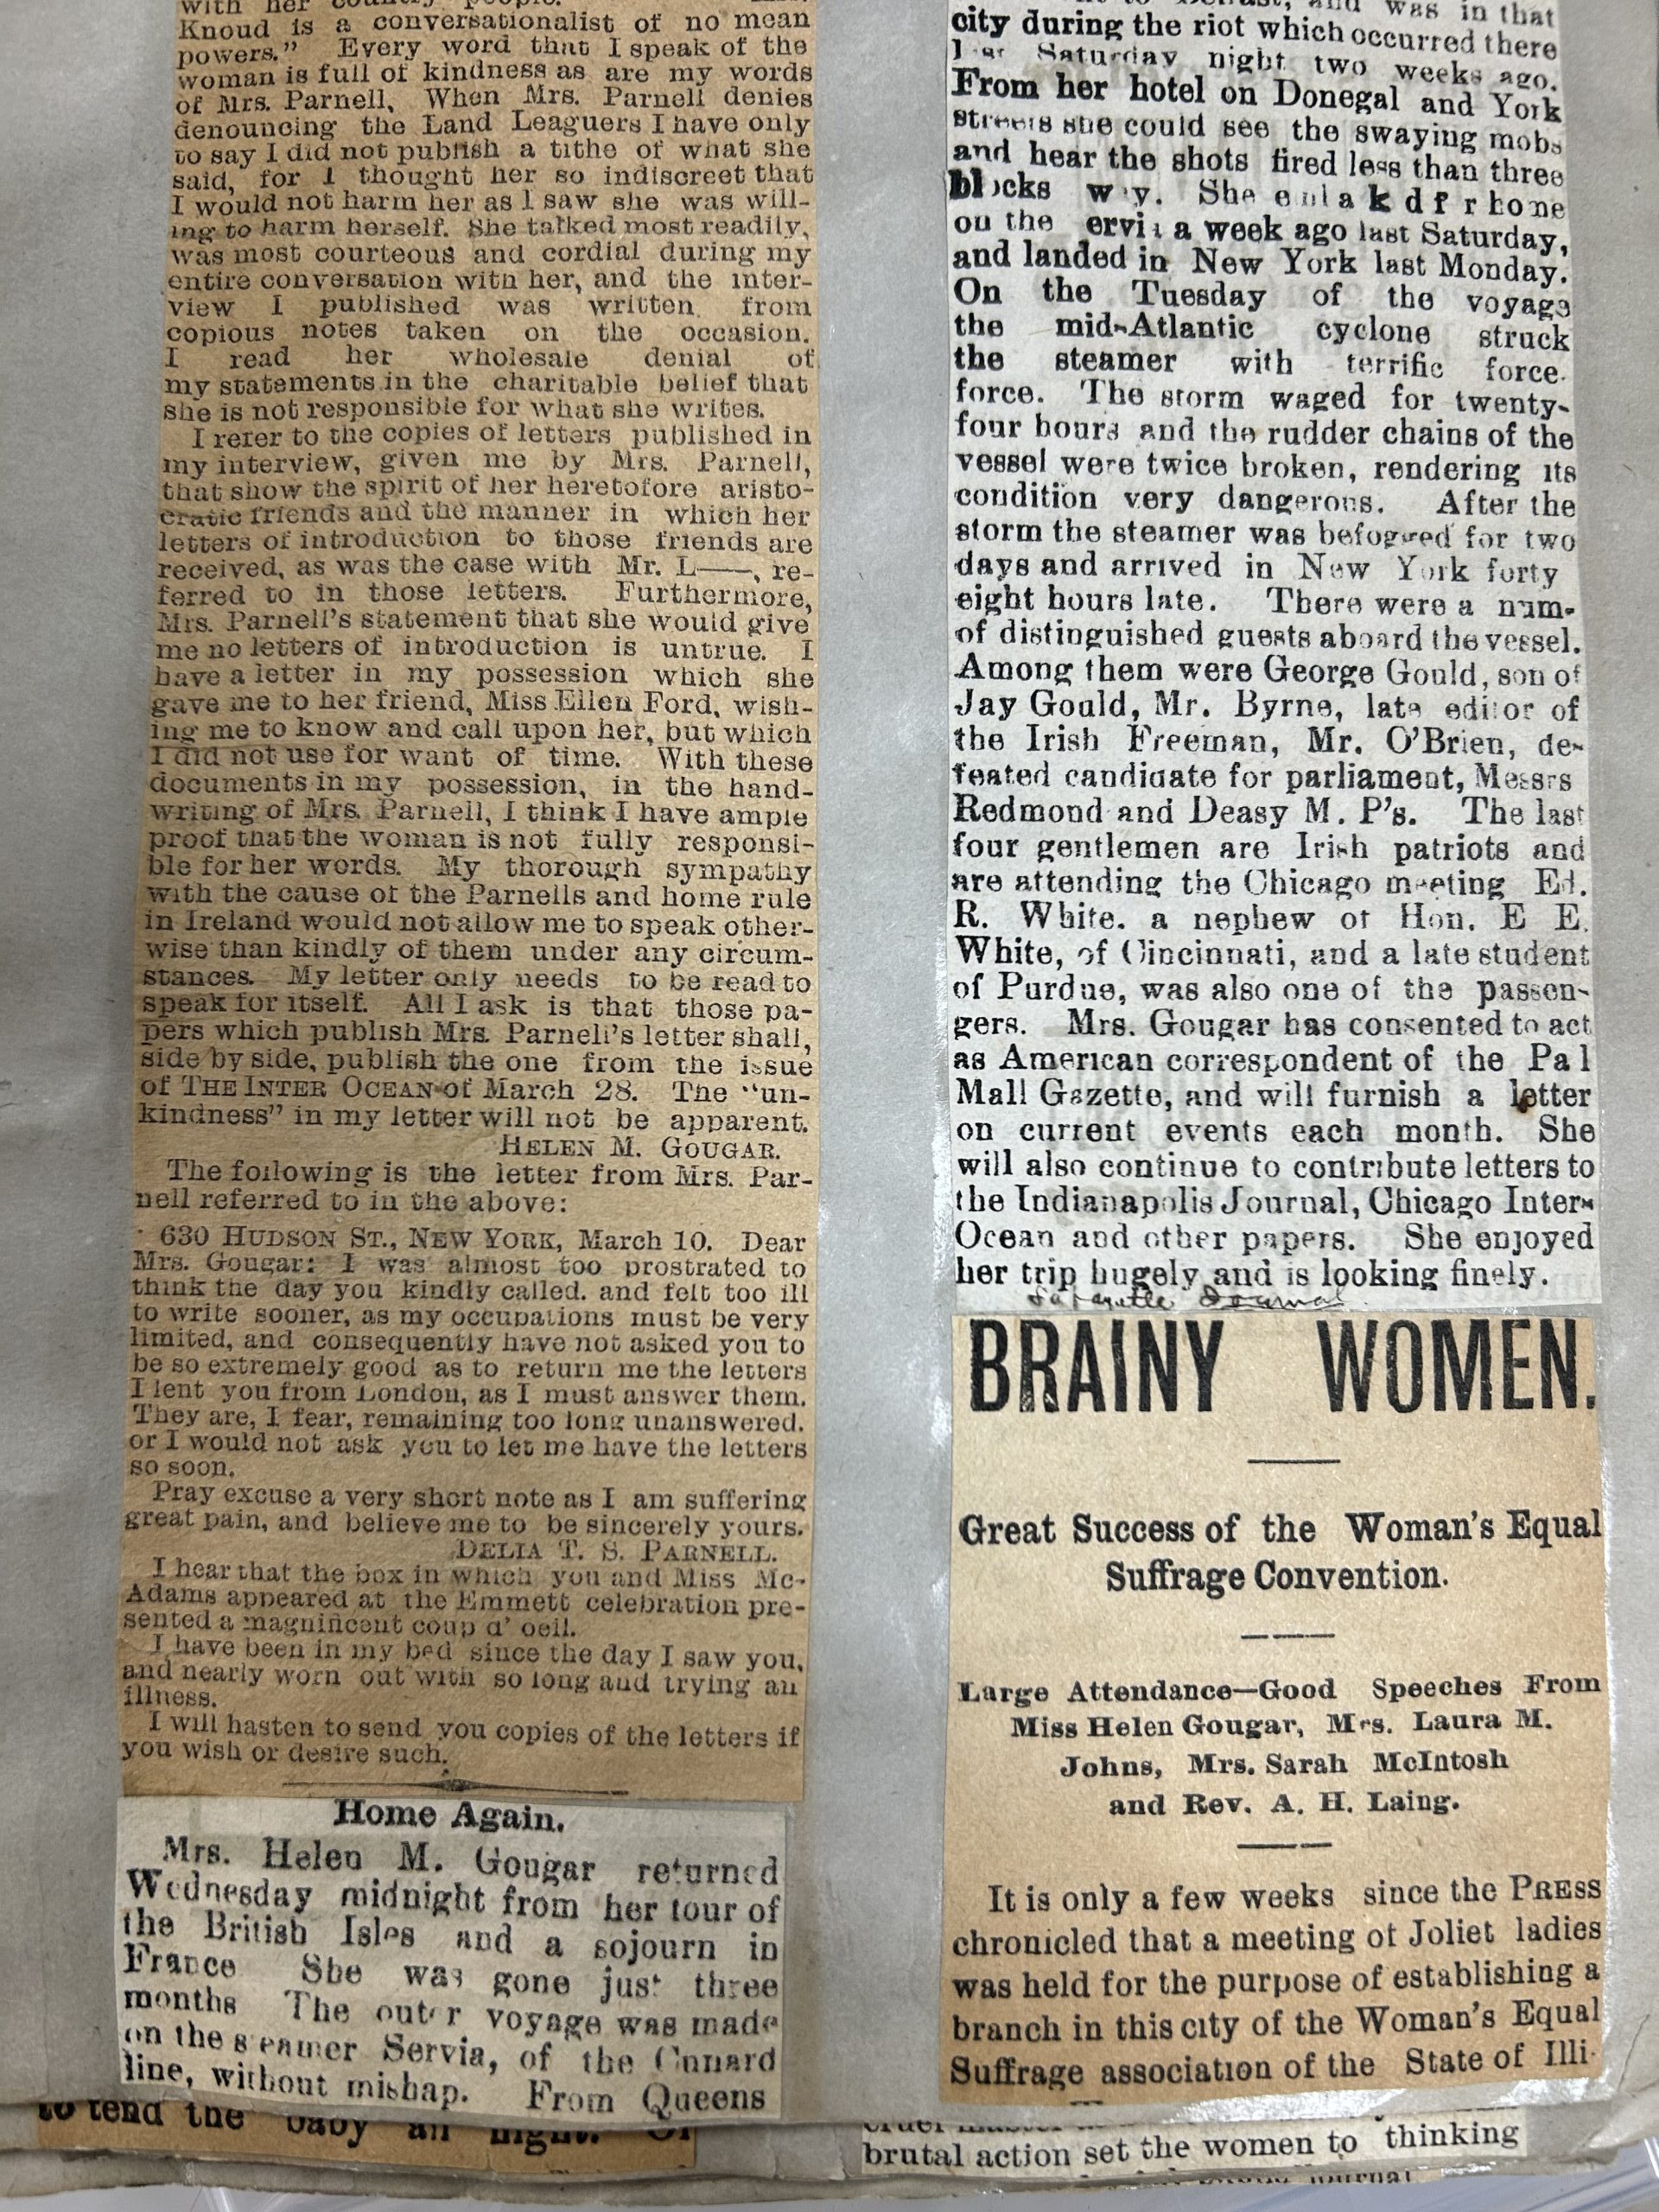 with her country people.
Knoud is a conversationalist of no mean
powers." Every word that I speak of the
woman is full of kindness as are my words
of Mrs. Parnell. When Mrs. Parnell denies
denouncing the Land Leaguers I have only
to say I did not publish a tithe of what she
said, for I thought her so indiscreet that
I would not harm her as I saw she was will-
ing to harm herself. She talked most readily,
was most courteous and cordial during my
entire conversation with her, and the inter-
view I published was written from
copious notes taken on the occasion.
I read her wholesale denial of
my statements in the charitable belief that
she is not responsible for what she writes.
I refer to the copies of letters published in
my interview, given me by Mrs. Parnell,
that show the spirit of her heretofore aristo-
cratic friends and the manner in which her
letters of introduction to those friends are
received, as was the case with Mr. L——, re-
ferred to in those letters. Furthermore,
Mrs. Parnell's statement that she would give
me no letters of introduction is untrue. I
have a letter in my possession which she
gave me to her friend, Miss Ellen Ford, wish-
ing me to know and call upon her, but which
I did not use for want of time. With these
documents in my possession, in the hand-
writing of Mrs. Parnell, I think I have ample
proof that the woman is not fully responsi-
ble for her words. My thorough sympathy
with the cause of the Parnells and home rule
in Ireland would not allow me to speak other-
wise than kindly of them under any circum-
stances. My letter only needs to be read to
speak for itself. All I ask is that those pa-
pers which publish Mrs. Parnell's letter shall,
side by side, publish the one from the issue
of THE INTER OCEAN of March 28. The "un-
kindness" in my letter will not be apparent.
HELEN M. GOUGAR.
The following is the letter from Mrs. Par-
nell referred to in the above:
630 HUDSON ST., NEW YORK, March 10. Dear
Mrs. Gougar: I was almost too prostrated to
think the day you kindly called, and felt too ill
to write sooner, as my occupations must be very
limited, and consequently have not asked you to
be so extremely good as to return me the letters
I lent you from London, as I must answer them.
They are, I fear, remaining too long unanswered,
or I would not ask you to let me have the letters
so soon.
Pray excuse a very short note as I am suffering
great pain, and believe me to be sincerely yours.
DELIA T. S. PARNELL.
I hear that the box in which you and Miss Mc-
Adams appeared at the Emmett celebration pre-
sented a magnificent coup d' oeil.
I have been in my bed since the day I saw you,
and nearly worn out with so long and trying an
illness.
I will hasten to send you copies of the letters if
you wish or desire such.
Home Again.
Mrs. Helen M. Gougar returned
Wednesday midnight from her tour of
the British Isles and a sojourn in
France She was gone just three
months The outer voyage was made
on the steamer Servia, of the Cunard
line, without mishap. From Queens
to tend the baby all night. Of
to Belfast, and was in that
city during the riot which occurred there
last Saturday night two weeks ago.
From her hotel on Donegal and York
streets she could see the swaying mobs
and hear the shots fired less than three
blocks away. She home
on the ervia a week ago last Saturday,
and landed in New York last Monday.
On the Tuesday of the voyage
the mid-Atlantic cyclone struck
the steamer with terrific force.
force. The storm waged for twenty-
four hours and the rudder chains of the
vessel were twice broken, rendering its
condition very dangerous. After the
storm the steamer was befogged for two
days and arrived in New York forty
eight hours late. There were a num-
of distinguished guests aboard the vessel.
Among them were George Gould, son of
Jay Gould, Mr. Byrne, late editor of
the Irish Freeman, Mr. O'Brien, de-
feated candidate for parliament, Messrs
Redmond and Deasy M. P's. The last
four gentlemen are Irish patriots and
are attending the Chicago meeting Ed.
R. White, a nephew of Hon. E E.
White, of Cincinnati, and a late student
of Purdue, was also one of the passen-
gers. Mrs. Gougar has consented to act
as American correspondent of the Pal
Mall Gazette, and will furnish a letter
on current events each month. She
will also continue to contribute letters to
the Indianapolis Journal, Chicago Inter-
Ocean and other papers. She enjoyed
her trip hugely and is looking finely.
Lafayette Journal.
BRAINY WOMEN.
Great Success of the Woman's Equal
Suffrage Convention.
Large Attendance—Good Speeches From
Miss Helen Gougar, Mrs. Laura M.
Johns, Mrs. Sarah McIntosh
and Rev. A. H. Laing.
It is only a few weeks since the PRESS
chronicled that a meeting of Joliet ladies
was held for the purpose of establishing a
branch in this city of the Woman's Equal
Suffrage association of the State of Illi-
brutal action set the women to thinking